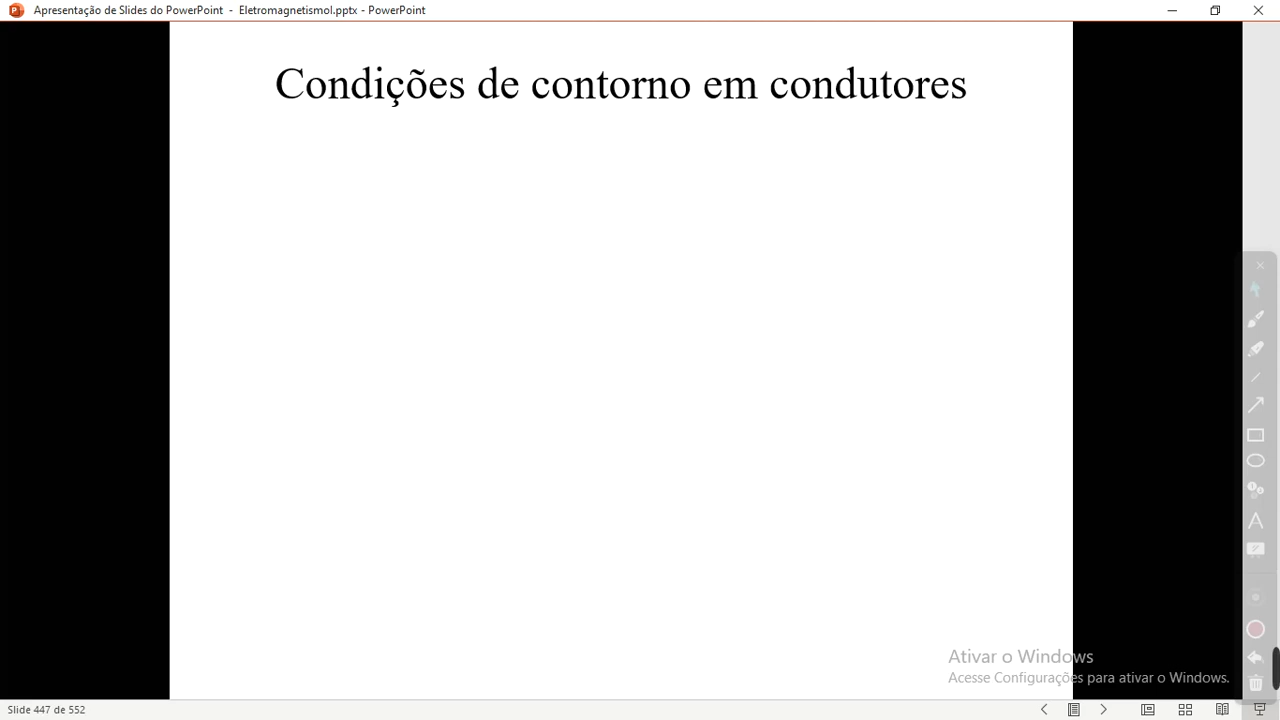 Apresentação de Slides do PowerPoint - Eletromagnetismol.pptx - PowerPoint
Condições de contorno em condutores
Ativar o Windows
Acesse Configurações para ativar o Windows.
Slide 447 de 552